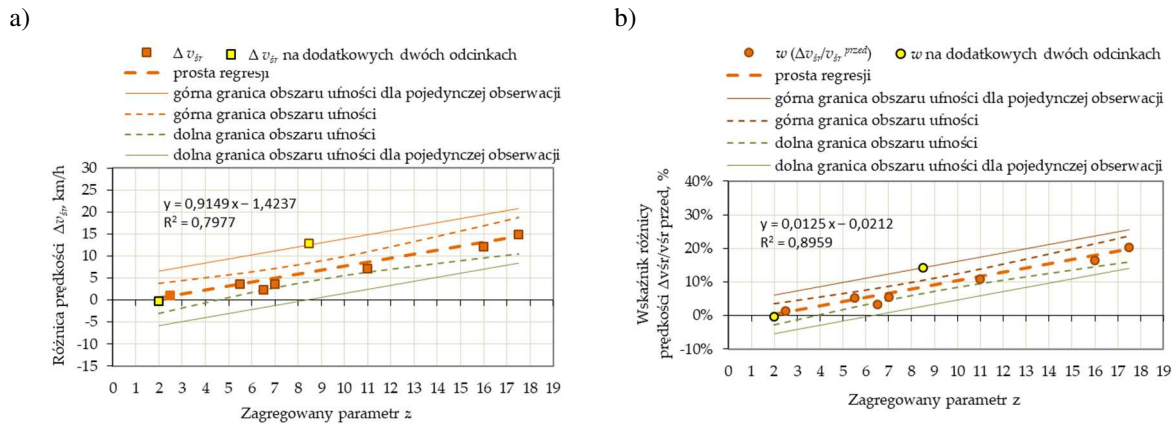 a)
Δ vśr Δ vśr na dodatkowych dwóch odcinkach
prosta regresji
górna granica obszaru ufności dla pojedynczej obserwacji
górna granica obszaru ufności
dolna granica obszaru ufności
dolna granica obszaru ufności dla pojedynczej obserwacji
Różnica prędkości Δvśr, km/h
30
25
20
15
10
5
0
-5
-10
-15
y = 0,9149x – 1,4237
R² = 0,7977
0 1 2 3 4 5 6 7 8 9 10 11 12 13 14 15 16 17 18 19
Zagregowany parametr z
b)
w (Δvśr/vśr przed) w na dodatkowych dwóch odcinkach
prosta regresji
górna granica obszaru ufności dla pojedynczej obserwacji
górna granica obszaru ufności
dolna granica obszaru ufności
dolna granica obszaru ufności dla pojedynczej obserwacji
Wskaźnik różnicy
prędkości Δvśr/vśr przed, %
40%
30%
20%
10%
0%
-10%
y = 0,0125x – 0,0212
R² = 0,8959
0 1 2 3 4 5 6 7 8 9 10 11 12 13 14 15 16 17 18 19
Zagregowany parametr z